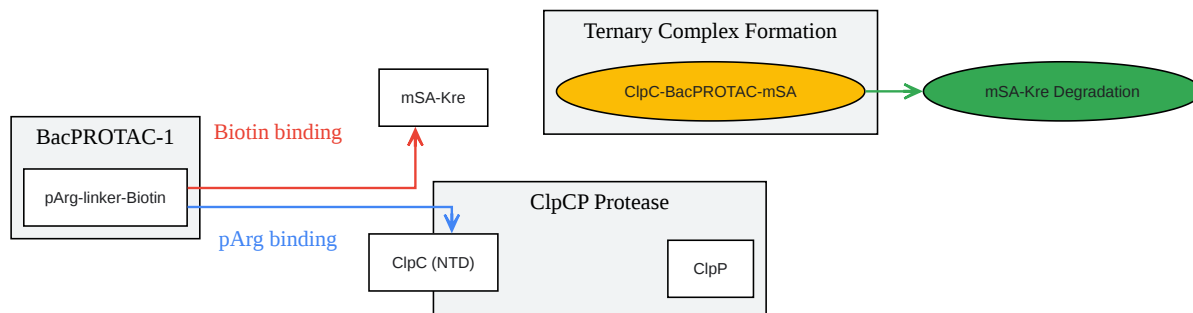 Ternary Complex Formation
ClpC-BacPROTAC-mSA
mSA-Kre Degradation
mSA-Kre
Biotin binding
BacPROTAC-1
pArg-linker-Biotin
pArg binding
ClpCP Protease
ClpC (NTD)
ClpP